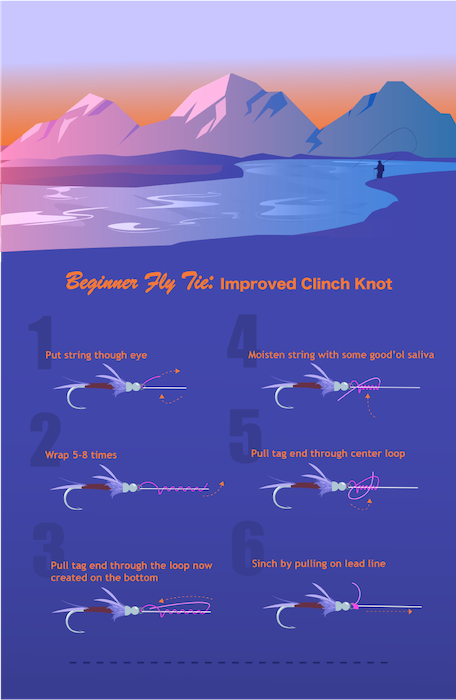 Beginner Fly Tie: Improved Clinch Knot
1
Put string though eye
2
Wrap 5-8 times
3
Pull tag end through the loop now
created on the bottom
4
Moisten string with some good'ol saliva
5
Pull tag end through center loop
6
Sinch by pulling on lead line